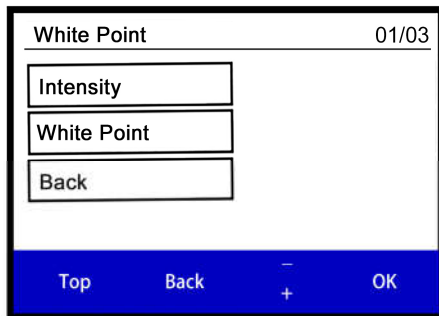 White Point 01/03
Intensity
White Point
Back
Top Back − + OK